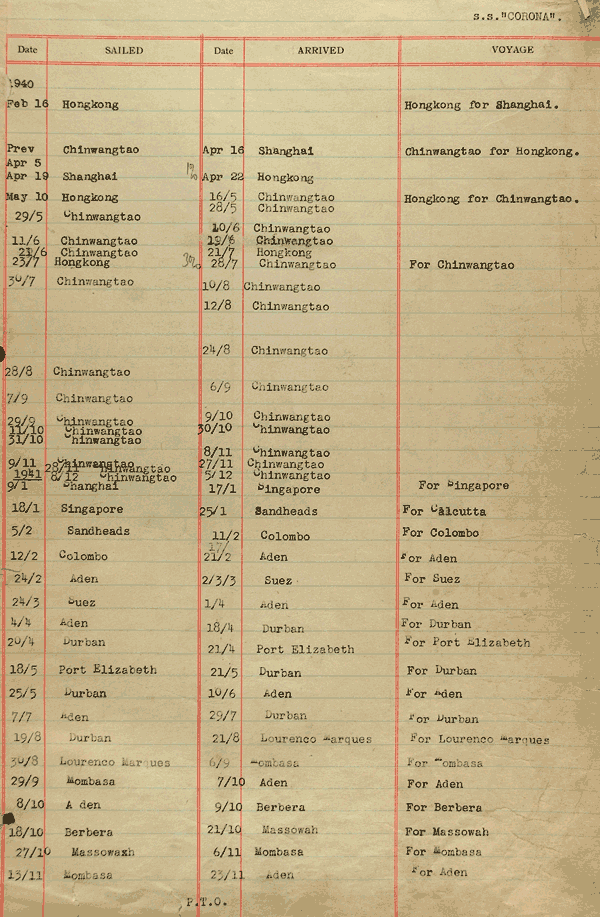 S.S."CORONA".
Date SAILED Date ARRIVED VOYAGE
1940
Feb 16 Hongkong Hongkong for Shanghai.
Prev Chinwangtao Apr 16 Shanghai Chinwangtao for Hongkong.
Apr 5
Apr 19 Shanghai Apr 22 Hongkong
May 10 Hongkong 16/5 Chinwangtao Hongkong for Chinwangtao.
28/5 Chinwangtao
29/5 Chinwangtao
10/6 Chinwangtao
11/6 Chinwangtao 19/6 Chinwangtao
21/6 Chinwangtao 21/7 Hongkong
23/7 Hongkong 28/7 Chinwangtao For Chinwangtao
30/7 Chinwangtao
10/8 Chinwangtao
12/8 Chinwangtao
24/8 Chinwangtao
28/8 Chinwangtao
6/9 Chinwangtao
7/9 Chinwangtao
9/10 Chinwangtao
29/9 Chinwangtao
11/10 Chinwangtao 30/10 Chinwangtao
31/10 Chinwangtao
8/11 Chinwangtao
9/11 Chinwangtao 27/11 Chinwangtao
28/11 Chinwangtao
1941 8/12 Chinwangtao 5/12 Chinwangtao
9/1 Shanghai 17/1 Singapore For Singapore
18/1 Singapore 25/1 Sandheads For Calcutta
5/2 Sandheads 11/2 Colombo For Colombo
12/2 Colombo 21/2 Aden For Aden
24/2 Aden 2/3/3 Suez For Suez
24/3 Suez 1/4 Aden For Aden
4/4 Aden 18/4 Durban For Durban
20/4 Durban 21/4 Port Elizabeth For Port Elizabeth
18/5 Port Elizabeth 21/5 Durban For Durban
25/5 Durban 10/6 Aden For Aden
7/7 Aden 29/7 Durban For Durban
19/8 Durban 21/8 Lourenco Marques For Lourenco Marques
30/8 Lourenco Marques 6/9 Mombasa For Mombasa
29/9 Mombasa 7/10 Aden For Aden
8/10 A den 9/10 Berbera For Berbera
18/10 Berbera 21/10 Massowah For Massowah
27/10 Massowaxh 6/11 Mombasa For Mombasa
13/11 Mombasa 23/11 Aden For Aden
P.T.O.